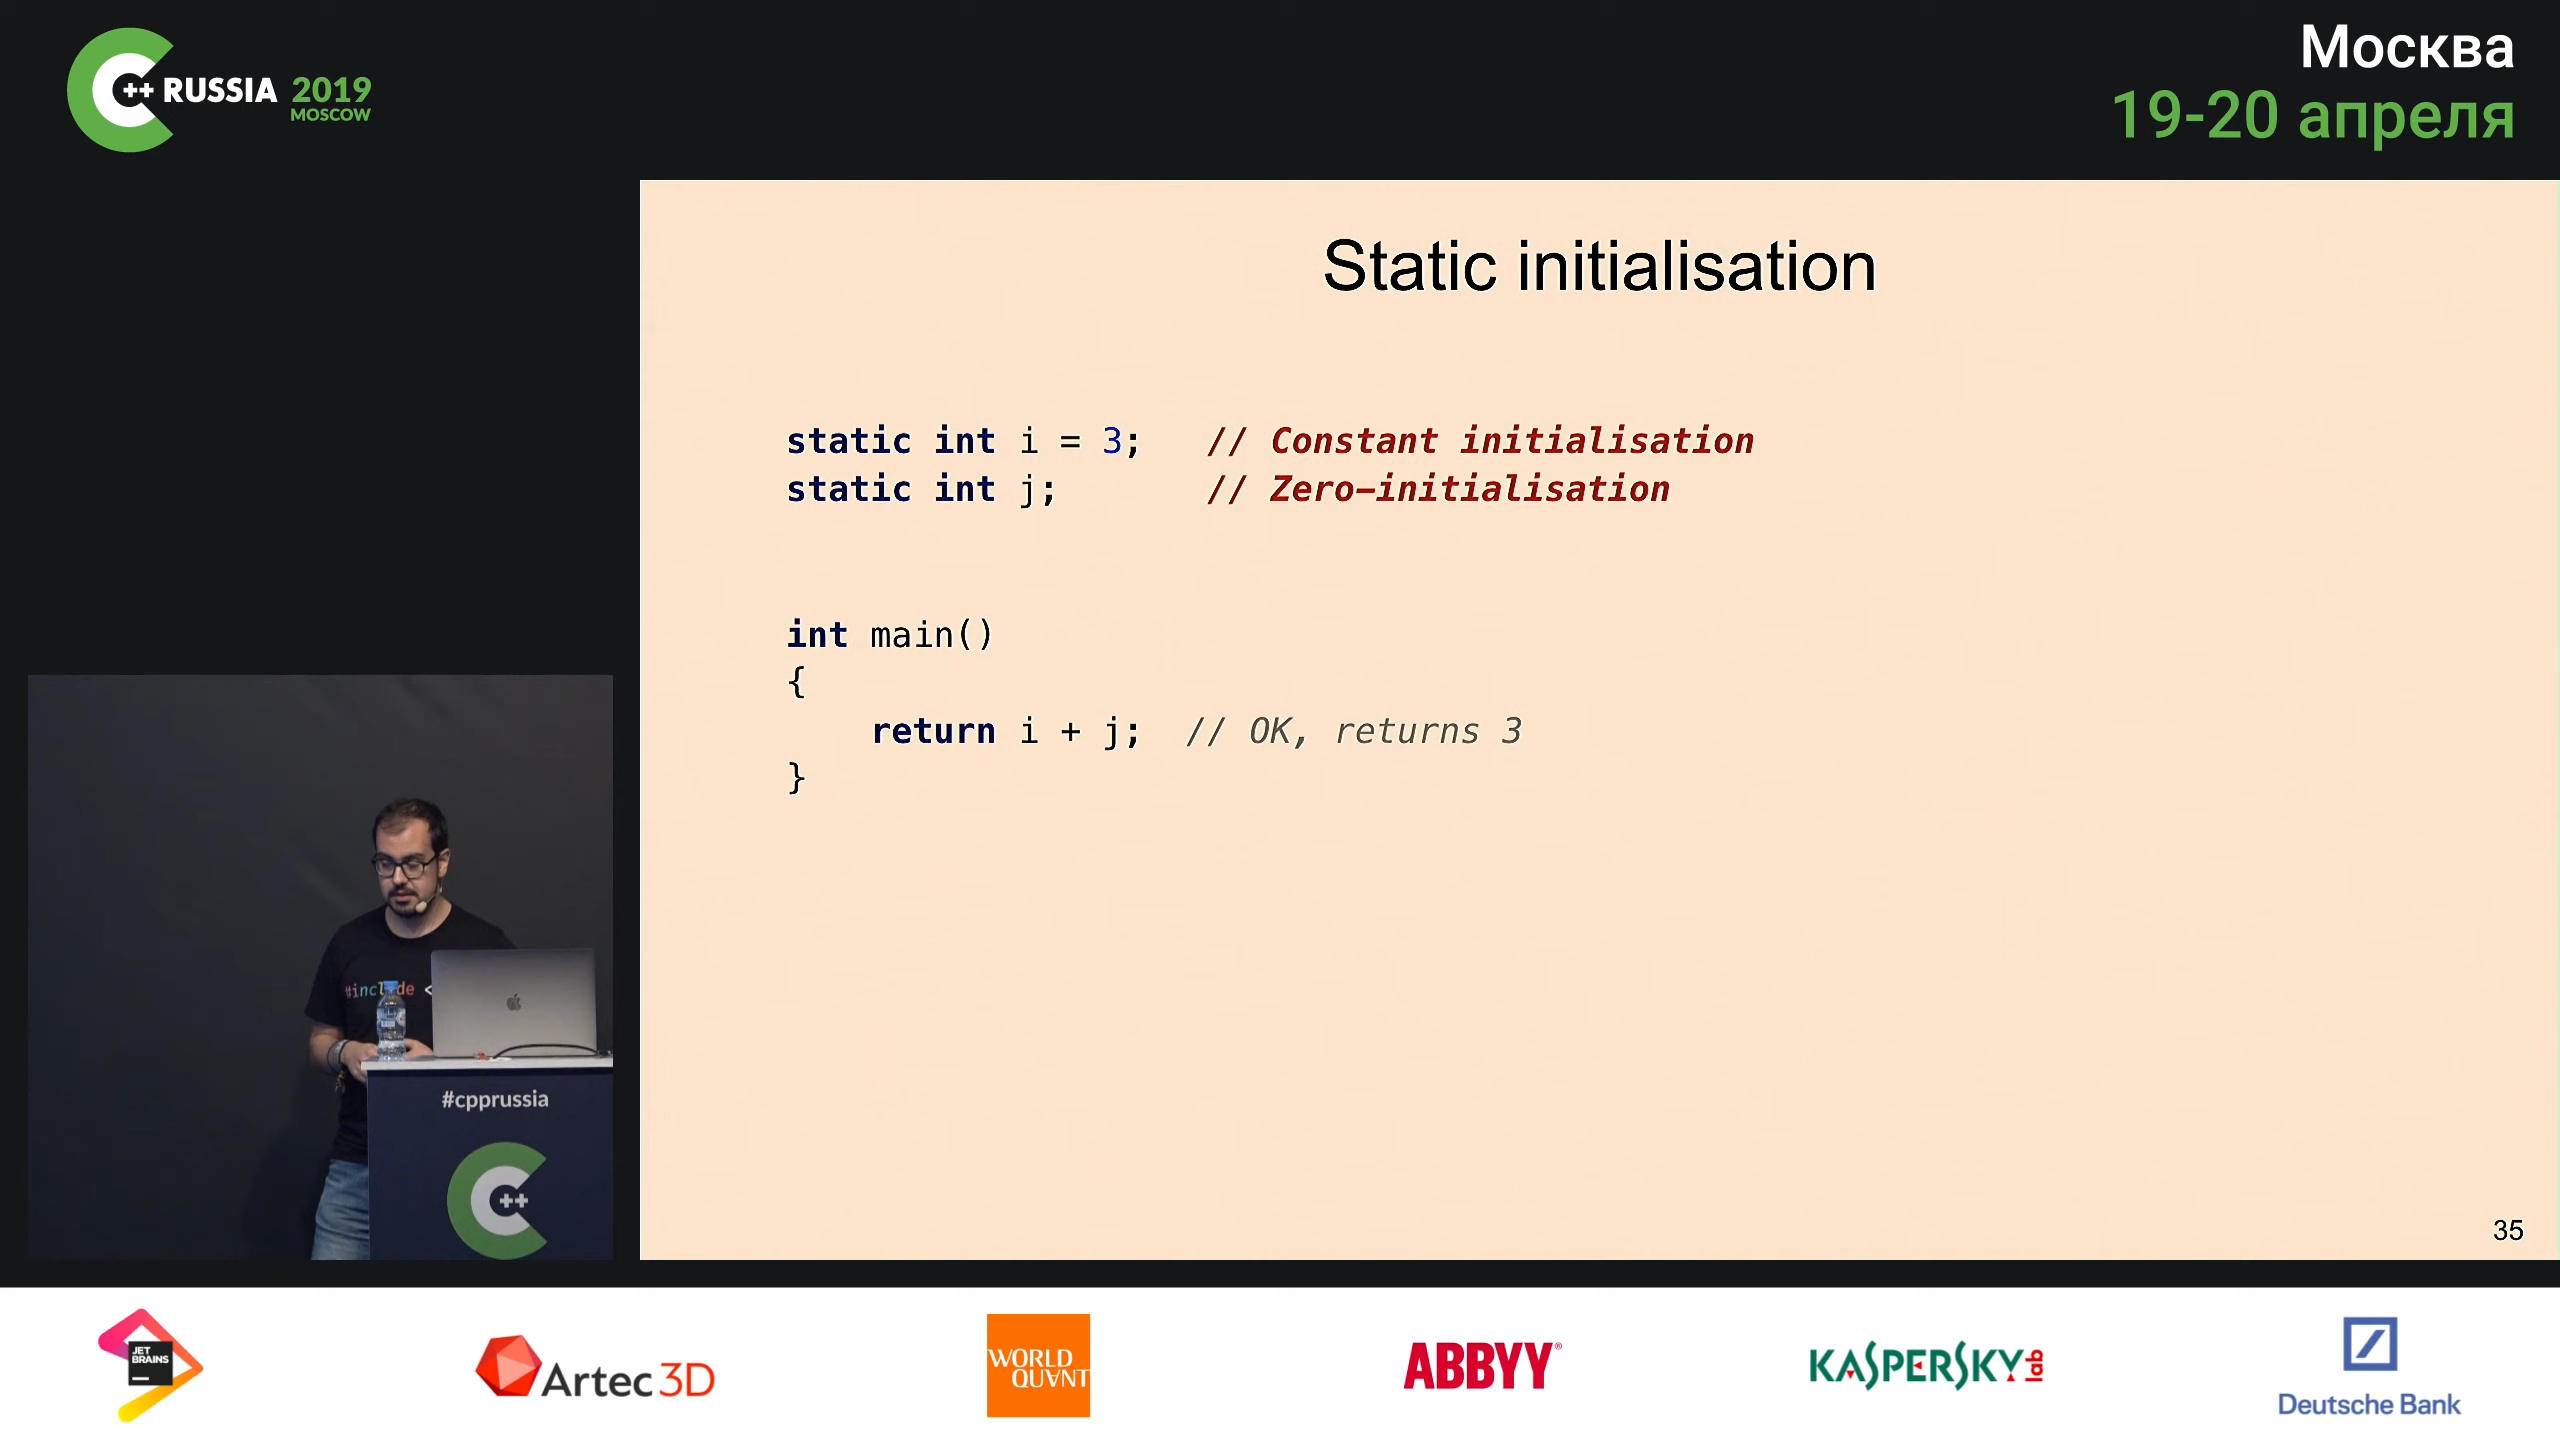 C++ RUSSIA 2019
MOSCOW
Москва
19-20 апреля
Static initialisation
static int i = 3;   // Constant initialisation
static int j;       // Zero-initialisation
int main()
{
    return i + j;  // OK, returns 3
}
35
#include <
#cpprussia
C++
JET
BRAINS
Artec 3D
WORLD
QUANT
ABBYY®
KASPERSKY lab
Deutsche Bank